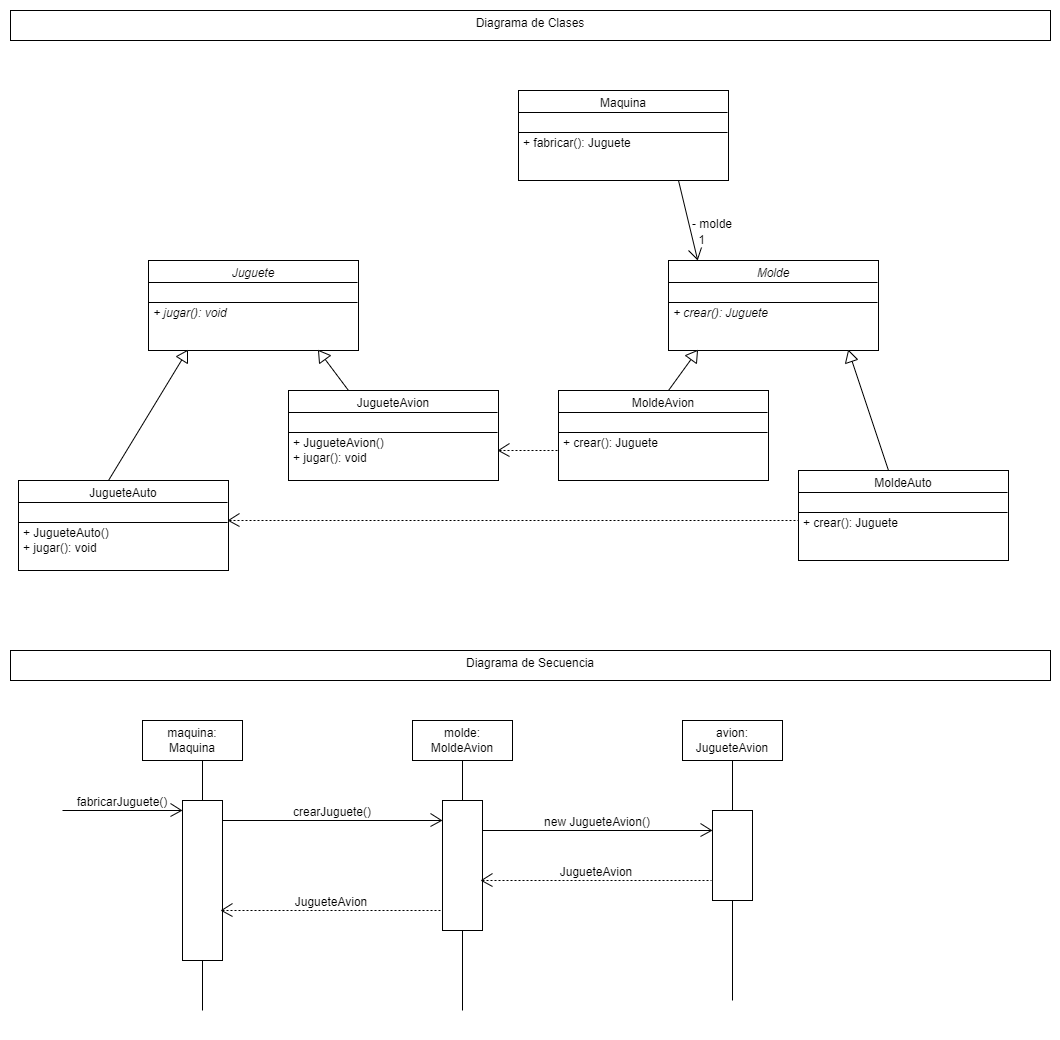 Diagrama de Clases
Maquina
+ fabricar(): Juguete
- molde
1
Juguete
+ jugar(): void
Molde
+ crear(): Juguete
JugueteAvion
+ JugueteAvion()
+ jugar(): void
MoldeAvion
+ crear(): Juguete
JugueteAuto
+ JugueteAuto()
+ jugar(): void
MoldeAuto
+ crear(): Juguete
Diagrama de Secuencia
maquina:
Maquina
molde:
MoldeAvion
avion:
JugueteAvion
fabricarJuguete()
crearJuguete()
new JugueteAvion()
JugueteAvion
JugueteAvion